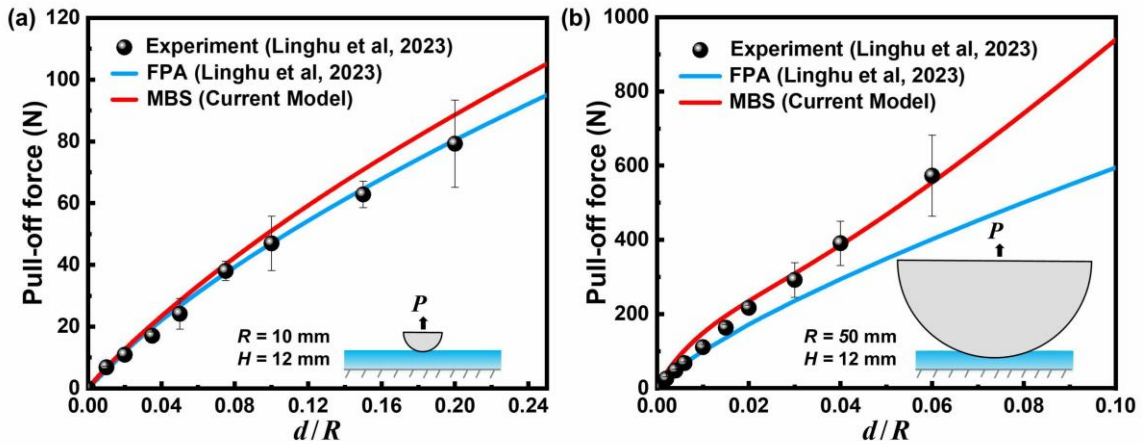 (a)
120
100
80
60
40
20
0
Pull-off force (N)
Experiment (Linghu et al, 2023)
FPA (Linghu et al, 2023)
MBS (Current Model)
P
R = 10 mm
H = 12 mm
0.00 0.04 0.08 0.12 0.16 0.20 0.24
d/R
(b)
1000
800
600
400
200
0
Pull-off force (N)
Experiment (Linghu et al, 2023)
FPA (Linghu et al, 2023)
MBS (Current Model)
P
R = 50 mm
H = 12 mm
0.00 0.02 0.04 0.06 0.08 0.10
d/R